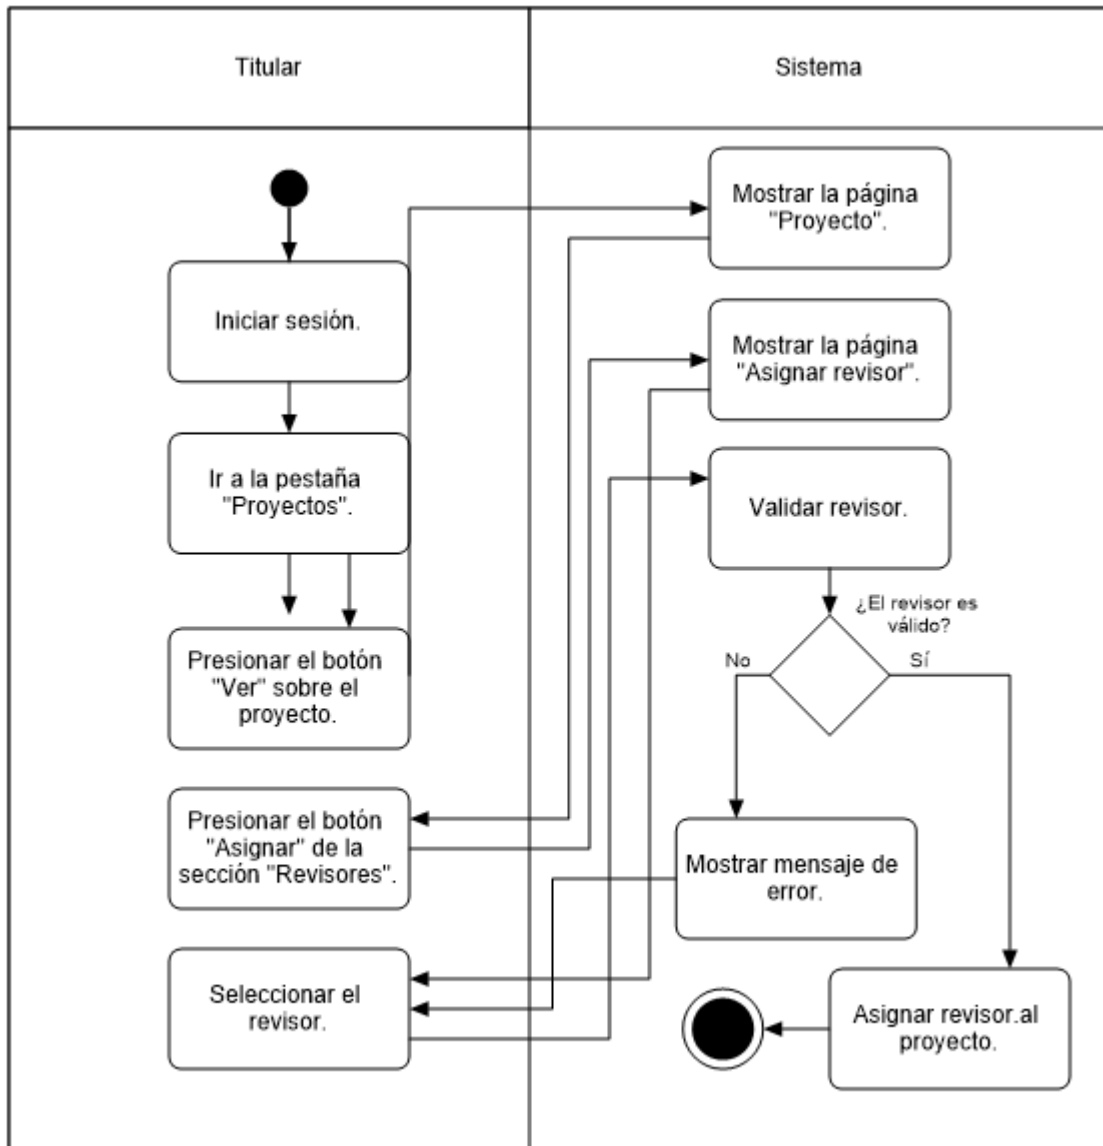 Titular
Sistema
Iniciar sesión.
Ir a la pestaña
"Proyectos".
Presionar el botón
"Ver" sobre el
proyecto.
Presionar el botón
"Asignar" de la
sección "Revisores".
Seleccionar el
revisor.
Mostrar la página
"Proyecto".
Mostrar la página
"Asignar revisor".
Validar revisor.
¿El revisor es
válido?
No
Sí
Mostrar mensaje de
error.
Asignar revisor.al
proyecto.